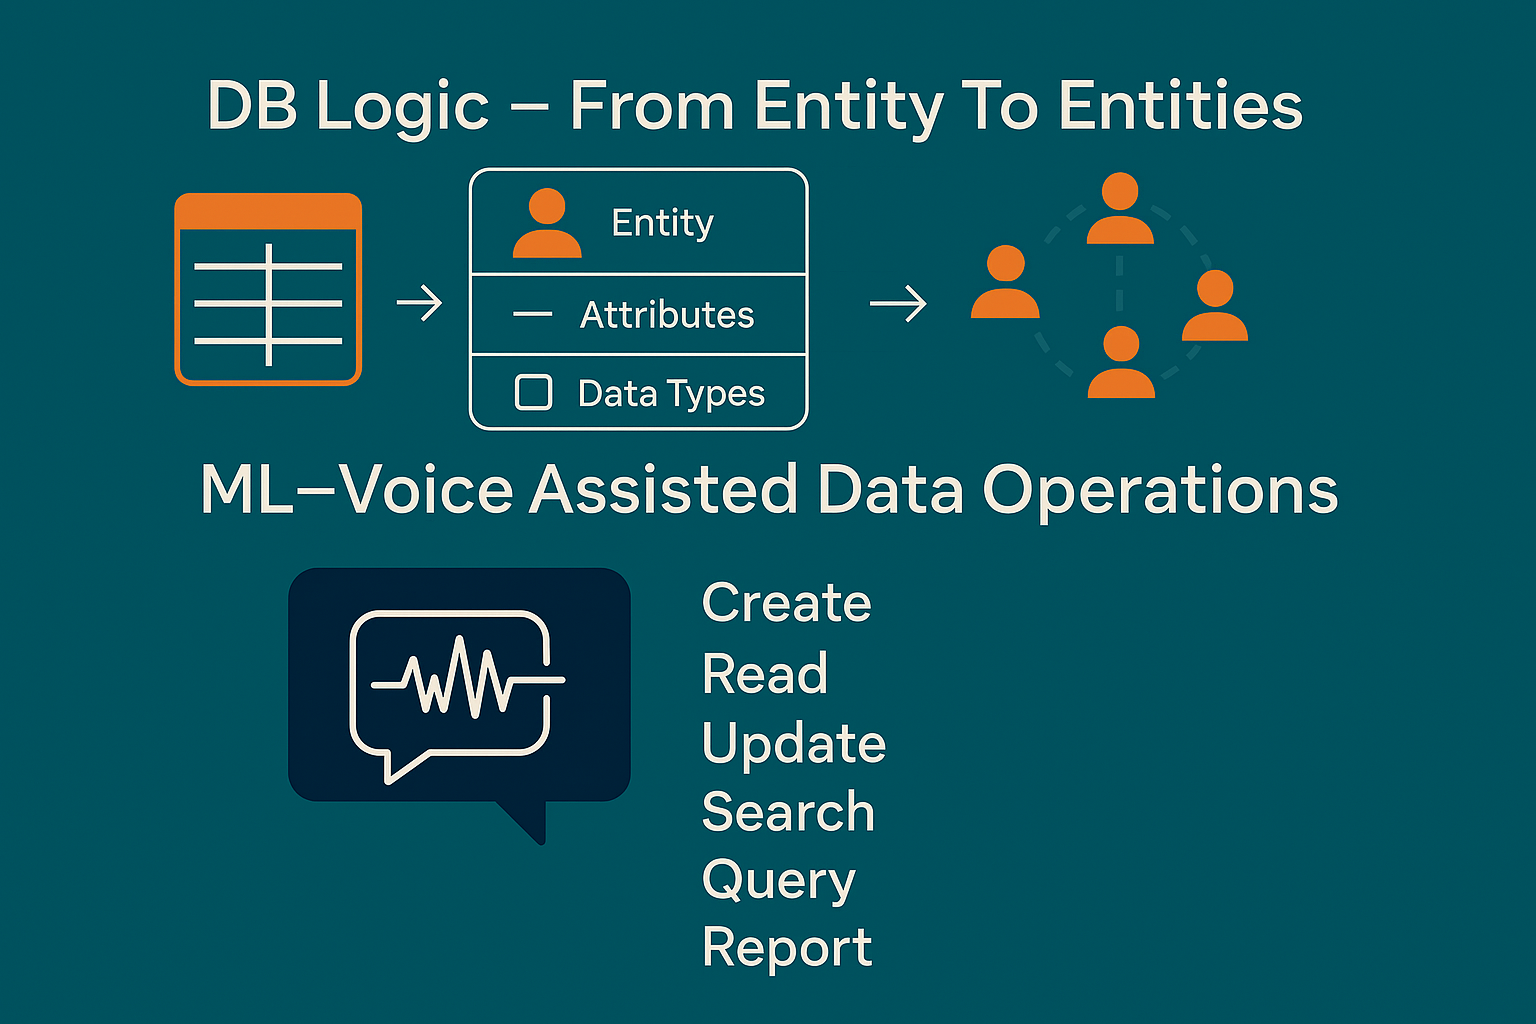 DB Logic – From Entity To Entities
Entity
Attributes
Data Types
ML–Voice Assisted Data Operations
Create
Read
Update
Search
Query
Report